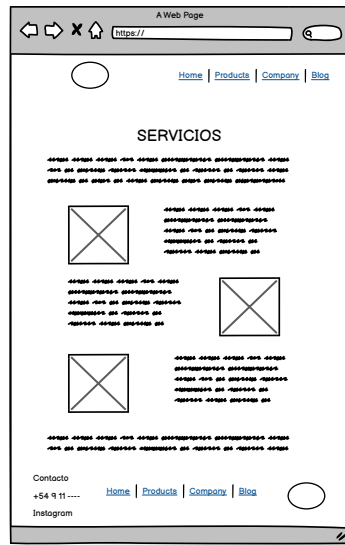 A Web Page
https://
Home | Products | Company | Blog
SERVICIOS
Contacto
+54 9 11 ----
Home | Products | Company | Blog
Instagram